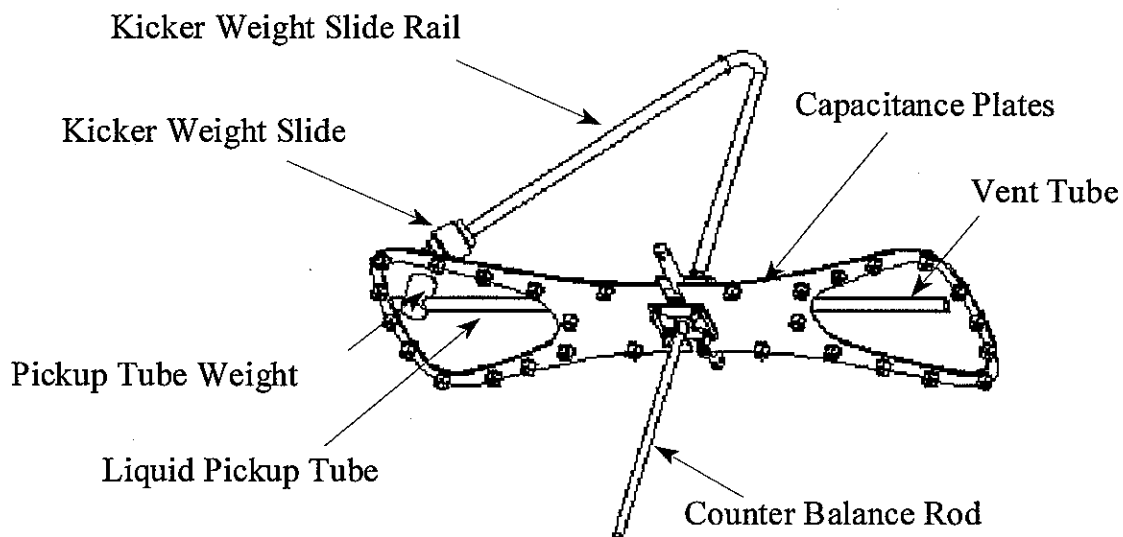 Kicker Weight Slide Rail
Capacitance Plates
Kicker Weight Slide
Vent Tube
Pickup Tube Weight
Liquid Pickup Tube
Counter Balance Rod